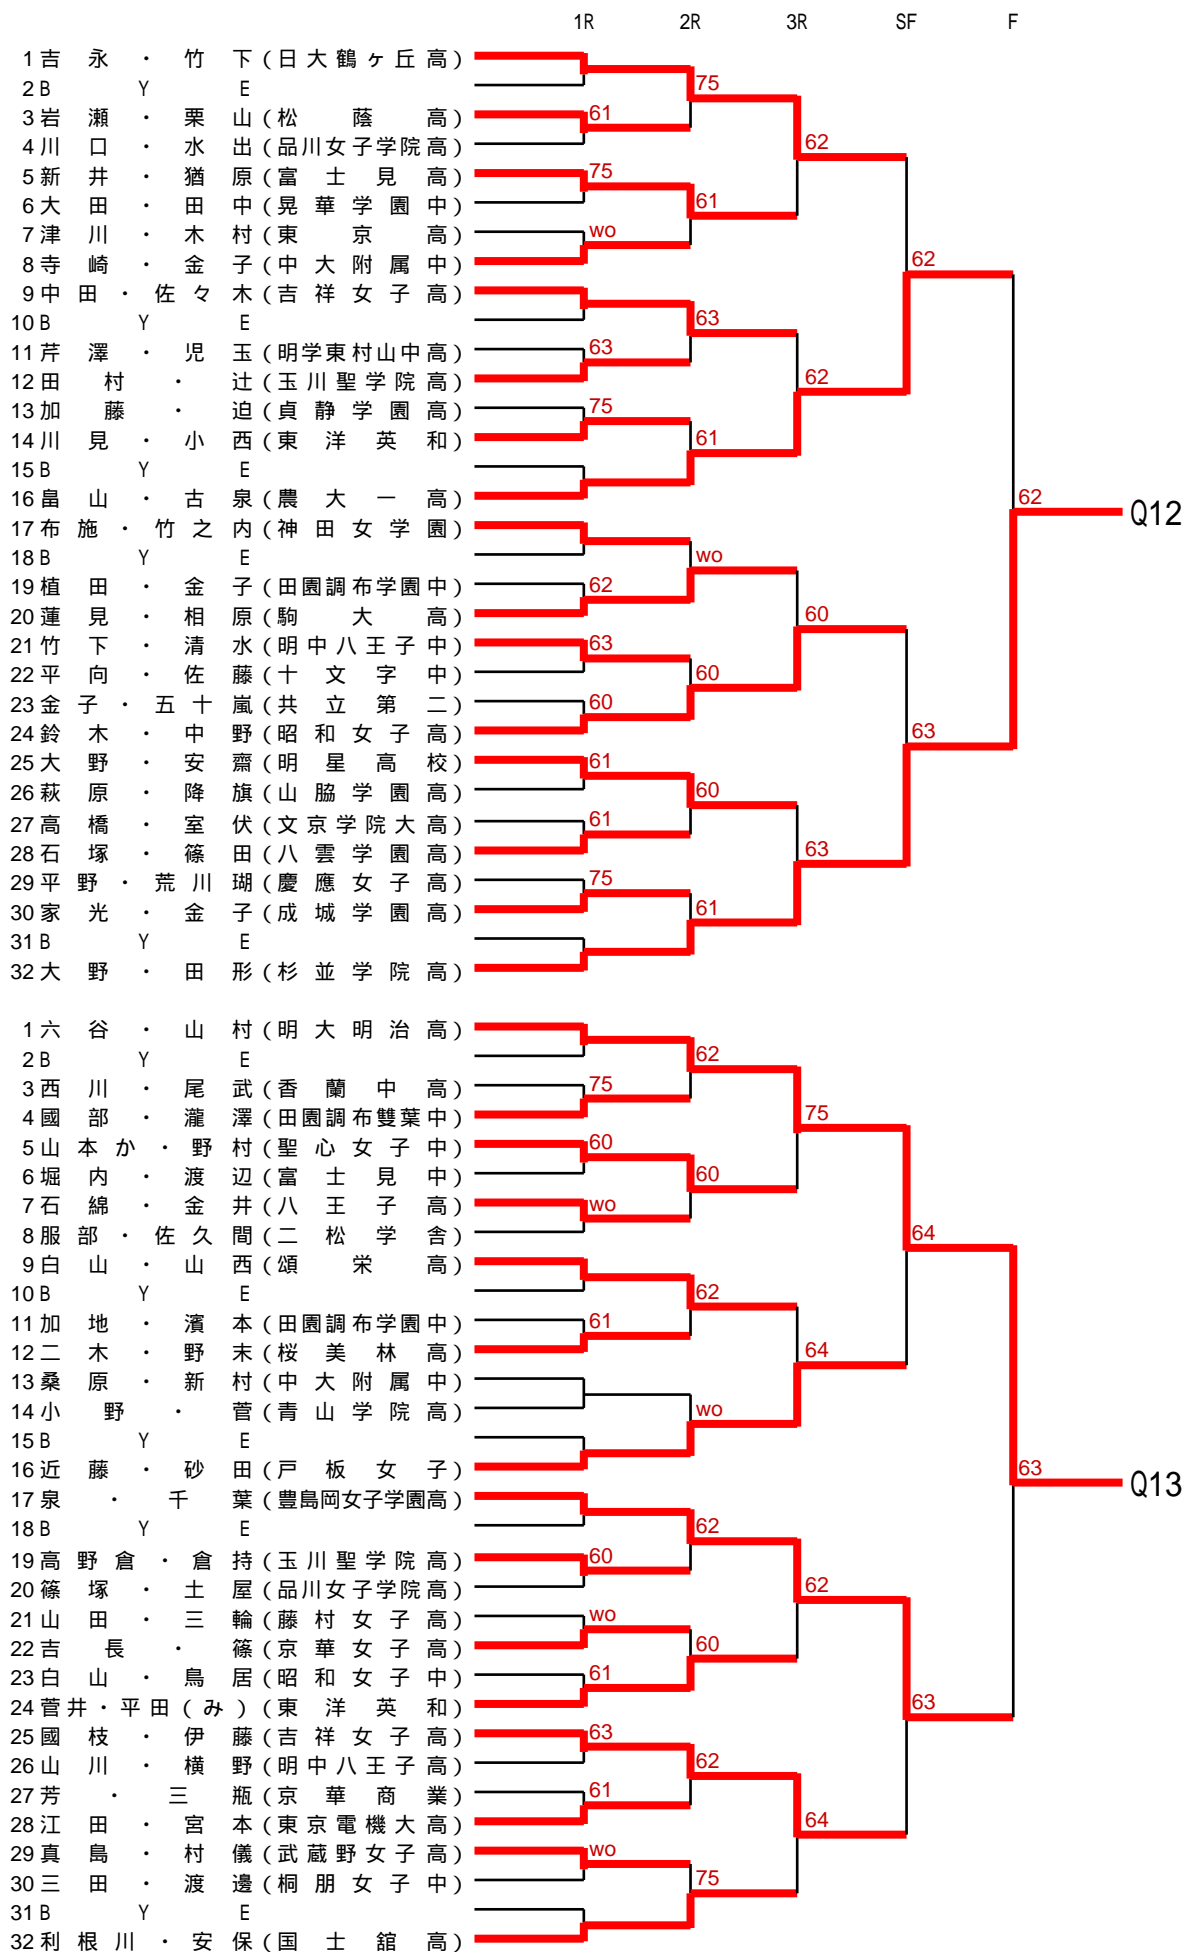 1R 2R 3R SF F
1 吉永・竹下(日大鶴ヶ丘高)
75
2 B Y E
3 岩瀬・栗山(松蔭高) 61
62
4 川口・水出(品川女子学院高)
5 新井・猶原(富士見高) 75
61
6 大田・田中(晃華学園中)
7 津川・木村(東京高) wo
62
8 寺崎・金子(中大附属中)
9 中田・佐々木(吉祥女子高)
63
10 B Y E
11 芹澤・児玉(明学東村山中高) 63
62
12 田村・辻(玉川聖学院高)
13 加藤・迫(貞静学園高) 75
61
14 川見・小西(東洋英和)
15 B Y E
62
16 畠山・古泉(農大一高)
Q12
17 布施・竹之内(神田女学園)
wo
18 B Y E
19 植田・金子(田園調布学園中) 62
60
20 蓮見・相原(駒大高)
21 竹下・清水(明中八王子中) 63
60
22 平向・佐藤(十文字中)
23 金子・五十嵐(共立第二) 60
63
24 鈴木・中野(昭和女子高)
25 大野・安齋(明星高校) 61
60
26 萩原・降旗(山脇学園高)
27 高橋・室伏(文京学院大高) 61
63
28 石塚・篠田(八雲学園高)
29 平野・荒川瑚(慶應女子高) 75
61
30 家光・金子(成城学園高)
31 B Y E
32 大野・田形(杉並学院高)
1 六谷・山村(明大明治高)
62
2 B Y E
3 西川・尾武(香蘭中高) 75
75
4 國部・瀧澤(田園調布雙葉中)
5 山本か・野村(聖心女子中) 60
60
6 堀内・渡辺(富士見中)
7 石綿・金井(八王子高) wo
64
8 服部・佐久間(二松学舎)
9 白山・山西(頌栄高)
62
10 B Y E
11 加地・濱本(田園調布学園中) 61
64
12 二木・野末(桜美林高)
13 桑原・新村(中大附属中)
wo
14 小野・菅(青山学院高)
15 B Y E
63
16 近藤・砂田(戸板女子)
Q13
17 泉・千葉(豊島岡女子学園高)
62
18 B Y E
19 高野倉・倉持(玉川聖学院高) 60
62
20 篠塚・土屋(品川女子学院高)
21 山田・三輪(藤村女子高) wo
60
22 吉長・篠(京華女子高)
23 白山・鳥居(昭和女子中) 61
63
24 菅井・平田(み)(東洋英和)
25 國枝・伊藤(吉祥女子高) 63
62
26 山川・横野(明中八王子高)
27 芳・三瓶(京華商業) 61
64
28 江田・宮本(東京電機大高)
29 真島・村儀(武蔵野女子高) wo
75
30 三田・渡邊(桐朋女子中)
31 B Y E
32 利根川・安保(国士舘高)